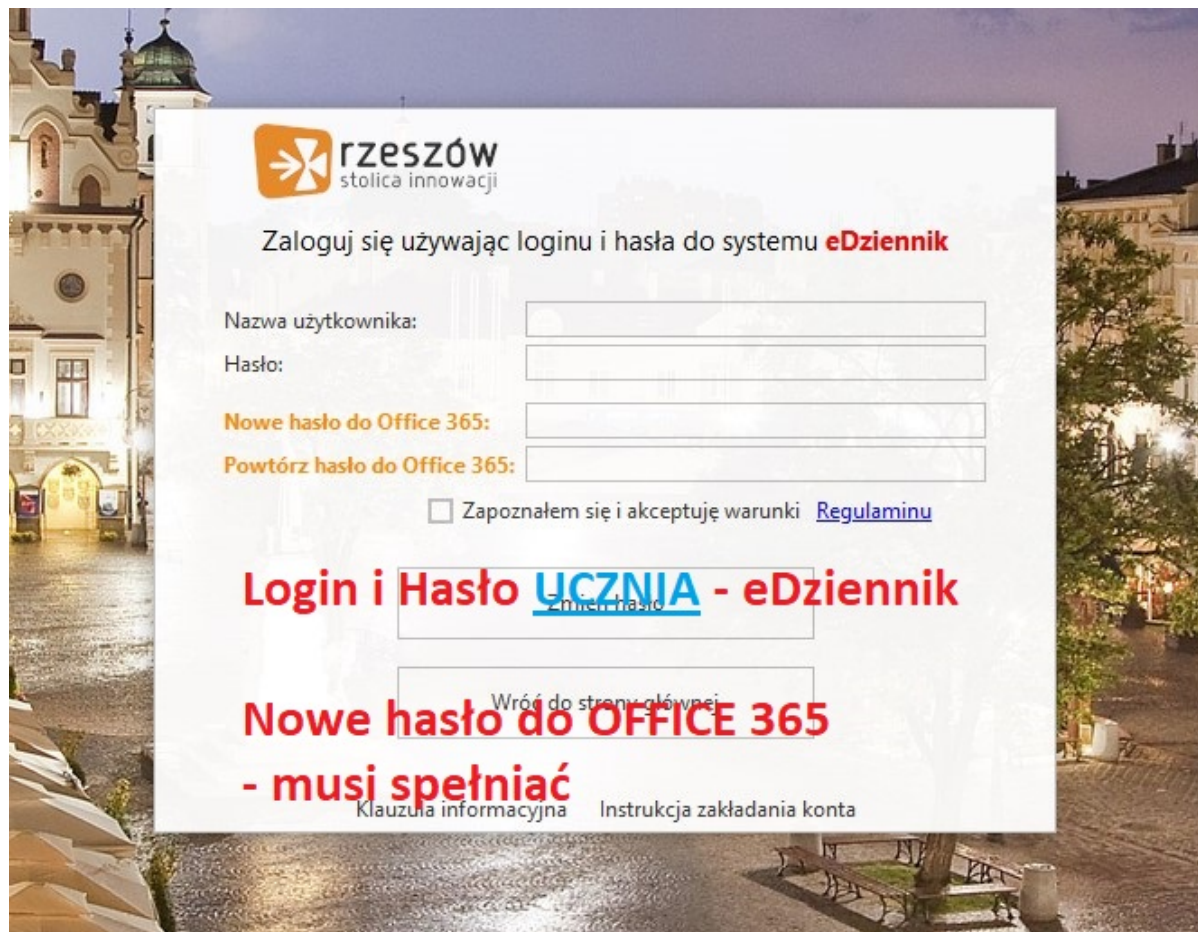 rzeszów
stolica innowacji
Zaloguj się używając loginu i hasła do systemu eDziennik
Nazwa użytkownika:
Hasło:
Nowe hasło do Office 365:
Powtórz hasło do Office 365:
Zapoznałem się i akceptuję warunki Regulaminu
Login i Hasło UCZNIA - eDziennik
Zmień hasło
Wróć do strony głównej
Nowe hasło do OFFICE 365
- musi spełniać
Klauzula informacyjna Instrukcja zakładania konta